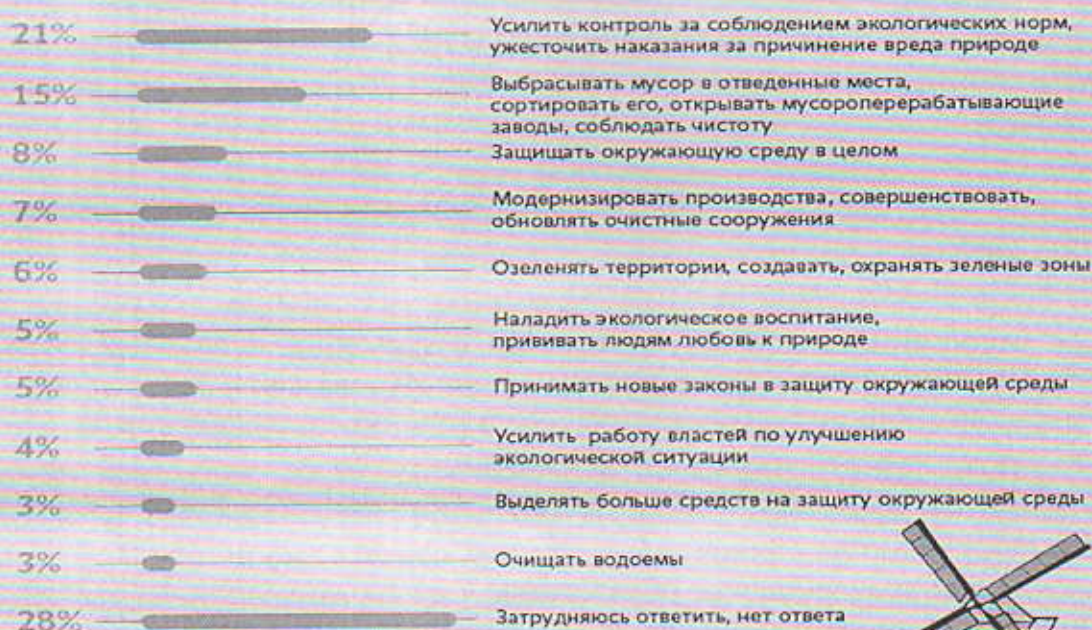 21% Усилить контроль за соблюдением экологических норм,
ужесточить наказания за причинение вреда природе
15% Выбрасывать мусор в отведенные места,
сортировать его, открывать мусороперерабатывающие
заводы, соблюдать чистоту
8% Защищать окружающую среду в целом
7% Модернизировать производства, совершенствовать,
обновлять очистные сооружения
6% Озеленять территории, создавать, охранять зеленые зоны
5% Наладить экологическое воспитание,
прививать людям любовь к природе
5% Принимать новые законы в защиту окружающей среды
4% Усилить работу властей по улучшению
экологической ситуации
3% Выделять больше средств на защиту окружающей среды
3% Очищать водоемы
28% Затрудняюсь ответить, нет ответа